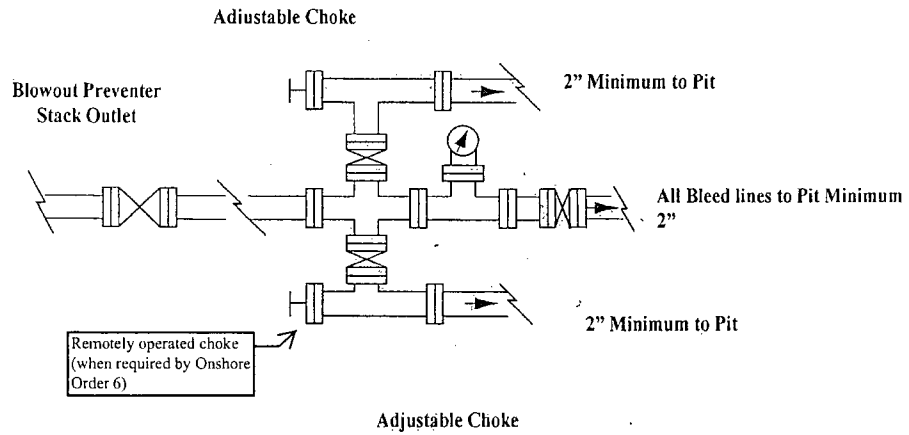 Adiustable Choke
Blowout Preventer
Stack Outlet
2” Minimum to Pit
All Bleed lines to Pit Minimum
2”
2” Minimum to Pit
Remotely operated choke
(when required by Onshore
Order 6)
Adjustable Choke